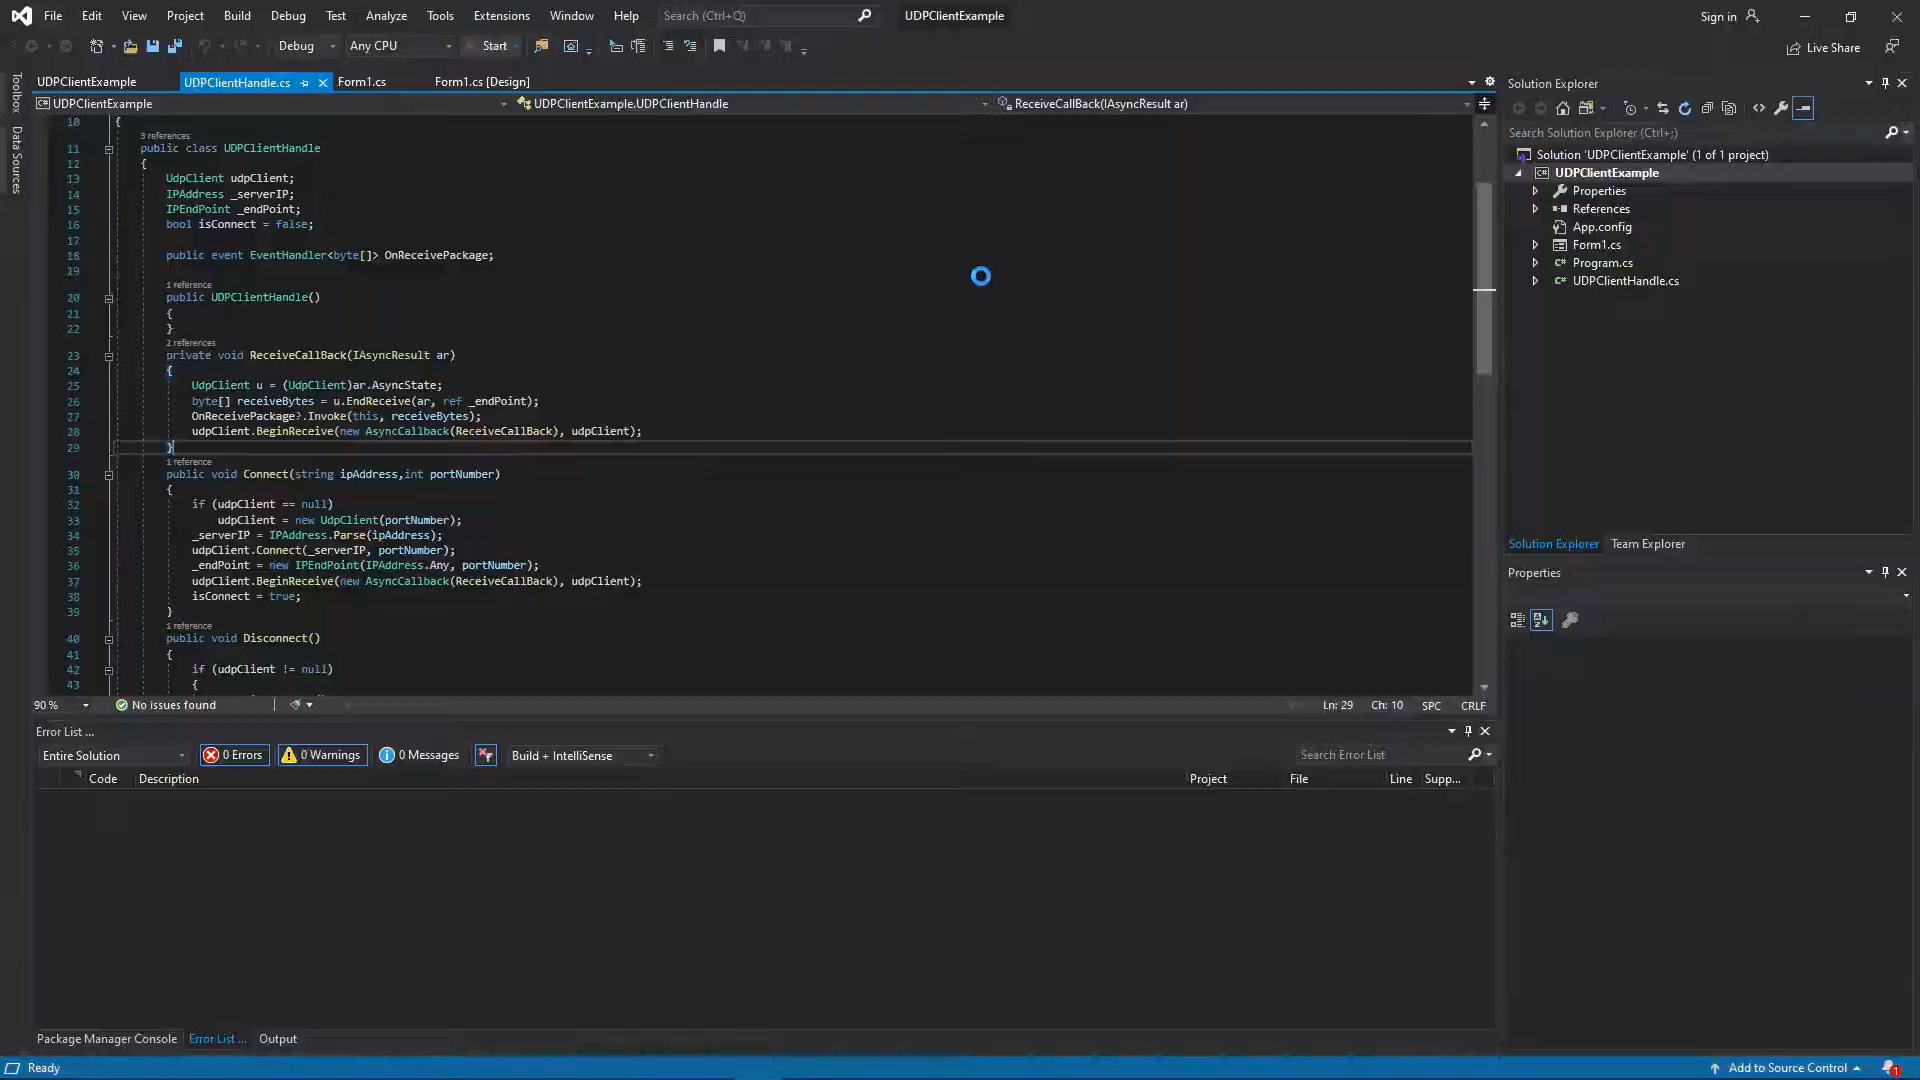 File Edit View Project Build Debug Test Analyze Tools Extensions Window Help Search (Ctrl+Q) UDPClientExample Sign in
Debug Any CPU Start Live Share
Toolbox
Data Sources
UDPClientExample UDPClientHandle.cs Form1.cs Form1.cs [Design]
UDPClientExample UDPClientExample.UDPClientHandle ReceiveCallBack(IAsyncResult ar)
10 {
3 references
11 public class UDPClientHandle
12 {
13 UdpClient udpClient;
14 IPAddress _serverIP;
15 IPEndPoint _endPoint;
16 bool isConnect = false;
17
18 public event EventHandler<byte[]> OnReceivePackage;
19
1 reference
20 public UDPClientHandle()
21 {
22 }
2 references
23 private void ReceiveCallBack(IAsyncResult ar)
24 {
25 UdpClient u = (UdpClient)ar.AsyncState;
26 byte[] receiveBytes = u.EndReceive(ar, ref _endPoint);
27 OnReceivePackage?.Invoke(this, receiveBytes);
28 udpClient.BeginReceive(new AsyncCallback(ReceiveCallBack), udpClient);
29 }
1 reference
30 public void Connect(string ipAddress,int portNumber)
31 {
32 if (udpClient == null)
33 udpClient = new UdpClient(portNumber);
34 _serverIP = IPAddress.Parse(ipAddress);
35 udpClient.Connect(_serverIP, portNumber);
36 _endPoint = new IPEndPoint(IPAddress.Any, portNumber);
37 udpClient.BeginReceive(new AsyncCallback(ReceiveCallBack), udpClient);
38 isConnect = true;
39 }
1 reference
40 public void Disconnect()
41 {
42 if (udpClient != null)
43 {
90 % No issues found Ln: 29 Ch: 10 SPC CRLF
Error List ...
Entire Solution 0 Errors 0 Warnings 0 Messages Build + IntelliSense Search Error List
Code Description Project File Line Supp...
Package Manager Console Error List ... Output
Solution Explorer
Search Solution Explorer (Ctrl+;)
Solution 'UDPClientExample' (1 of 1 project)
UDPClientExample
Properties
References
App.config
Form1.cs
Program.cs
UDPClientHandle.cs
Solution Explorer Team Explorer
Properties
Ready Add to Source Control 1